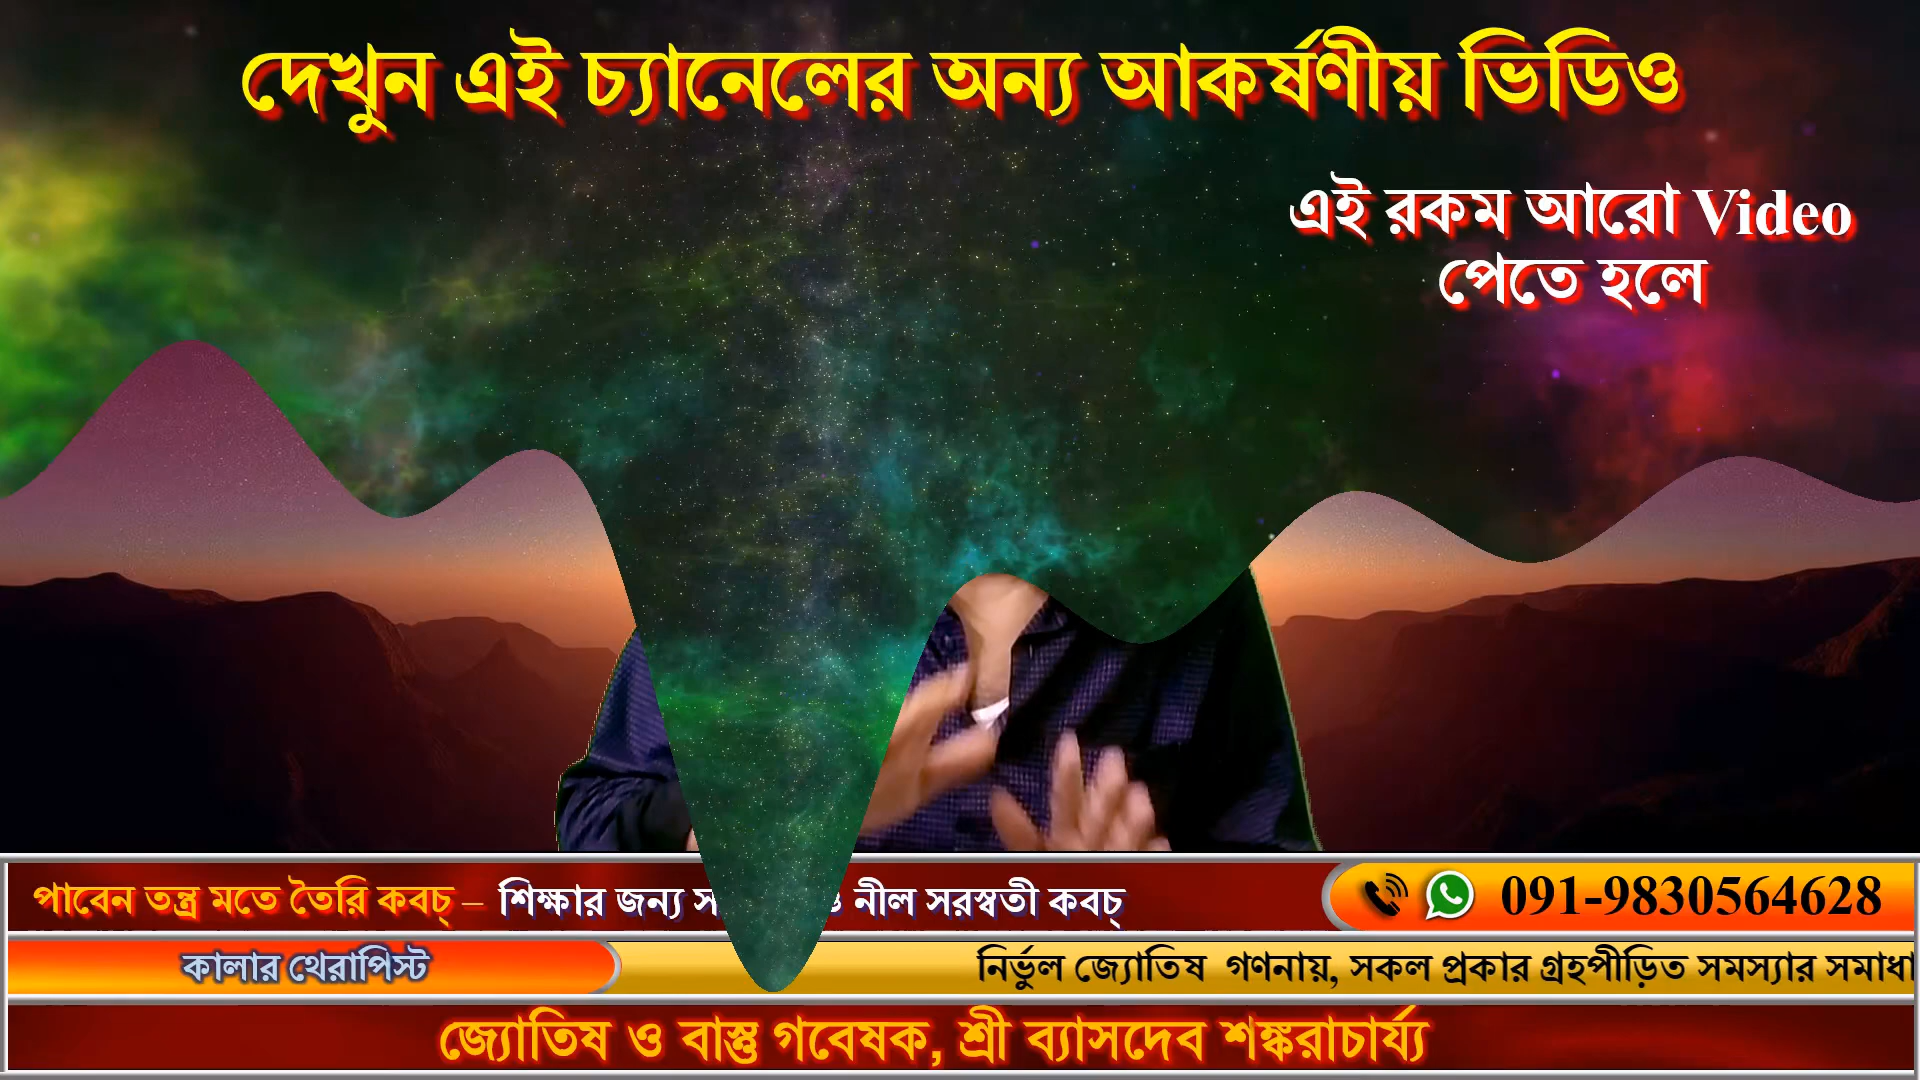 দেখুন এই চ্যানেলের অন্য আকর্ষণীয় ভিডিও
এই রকম আরো Video
পেতে হলে
পাবেন তন্ত্র মতে তৈরি কবচ্ – শিক্ষার জন্য নীল সরস্বতী কবচ্
091-9830564628
কালার থেরাপিস্ট
নির্ভুল জ্যোতিষ গণনায়, সকল প্রকার গ্রহপীড়িত সমস্যার
জ্যোতিষ ও বাস্তু গবেষক, শ্রী ব্যাসদেব শঙ্করাচার্য্য